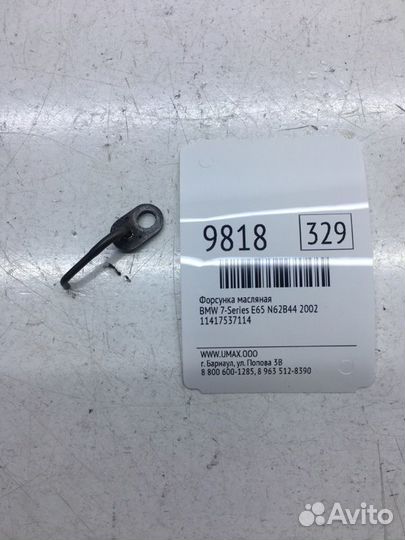 9818 329
Форсунка масляная
BMW 7-Series E65 N62B44 2002
11417537114
WWW.UMAX.OOO
г. Барнаул, ул. Попова 3В
8 800 600-1285, 8 963 512-8390
Avito